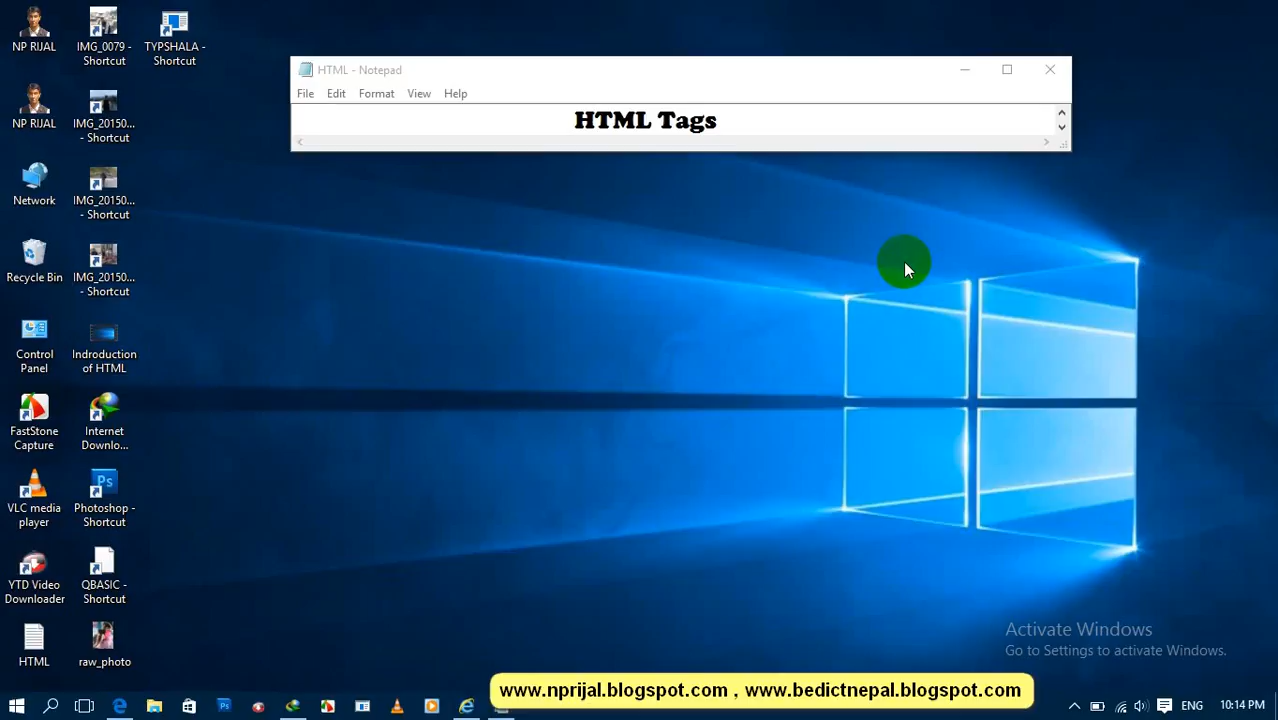 NP RIJAL
IMG_0079 -
Shortcut
TYPSHALA -
Shortcut
NP RIJAL
IMG_20150...
- Shortcut
Network
IMG_20150...
- Shortcut
Recycle Bin
IMG_20150...
- Shortcut
Control
Panel
Indroduction
of HTML
FastStone
Capture
Internet
Downlo...
VLC media
player
Photoshop -
Shortcut
YTD Video
Downloader
QBASIC -
Shortcut
HTML
raw_photo
HTML - Notepad
File Edit Format View Help
HTML Tags
Activate Windows
Go to Settings to activate Windows.
www.nprijal.blogspot.com , www.bedictnepal.blogspot.com
ENG 10:14 PM